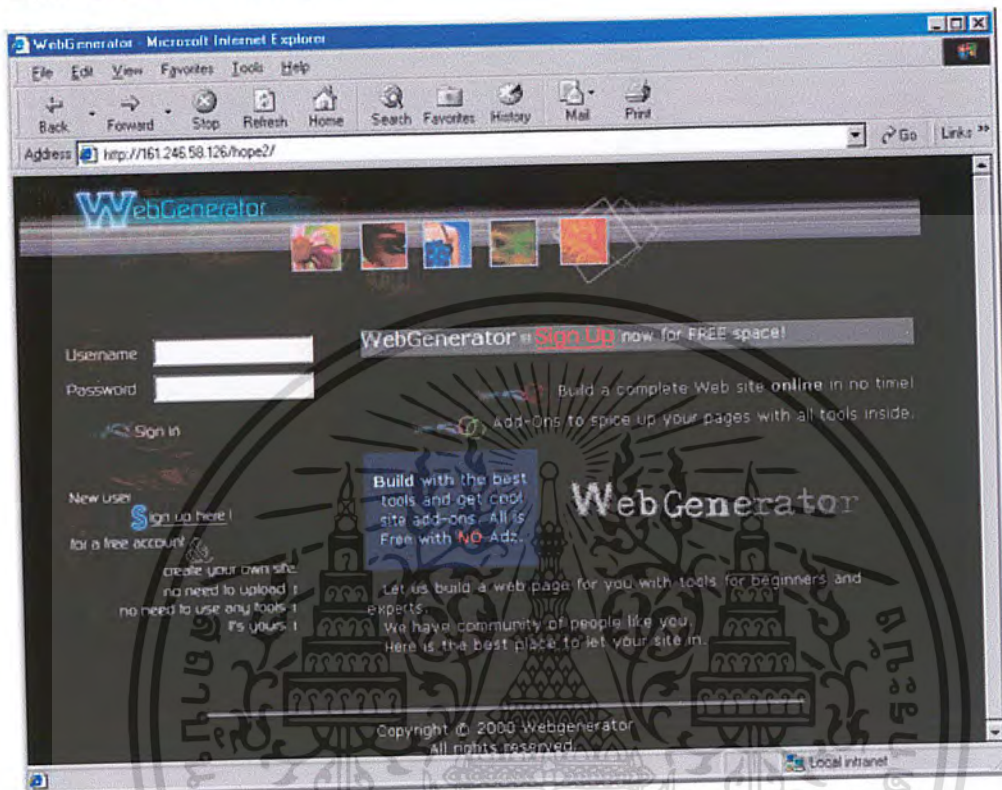 WebGenerator - Microsoft Internet Explorer
File Edit View Favorites Tools Help
Back Forward Stop Refresh Home Search Favorites History Mail Print
Address http://161.246.58.126/hope2/ Go Links »
WebGenerator
WebGenerator Sign Up now for FREE space!
Username
Password
Sign in
New user
Sign up here !
for a free account
create your own site
no need to upload
no need to use any tools
It's yours
Build a complete Web site online in no time!
Add-Ons to spice up your pages with all tools inside.
Build with the best
tools and get cool
site add-ons. All is
Free with NO Adz.
WebGenerator
Let us build a web page for you with tools for beginners and
experts.
We have community of people like you.
Here is the best place to let your site in.
Copyright © 2000 Webgenerator
All rights reserved
Local intranet